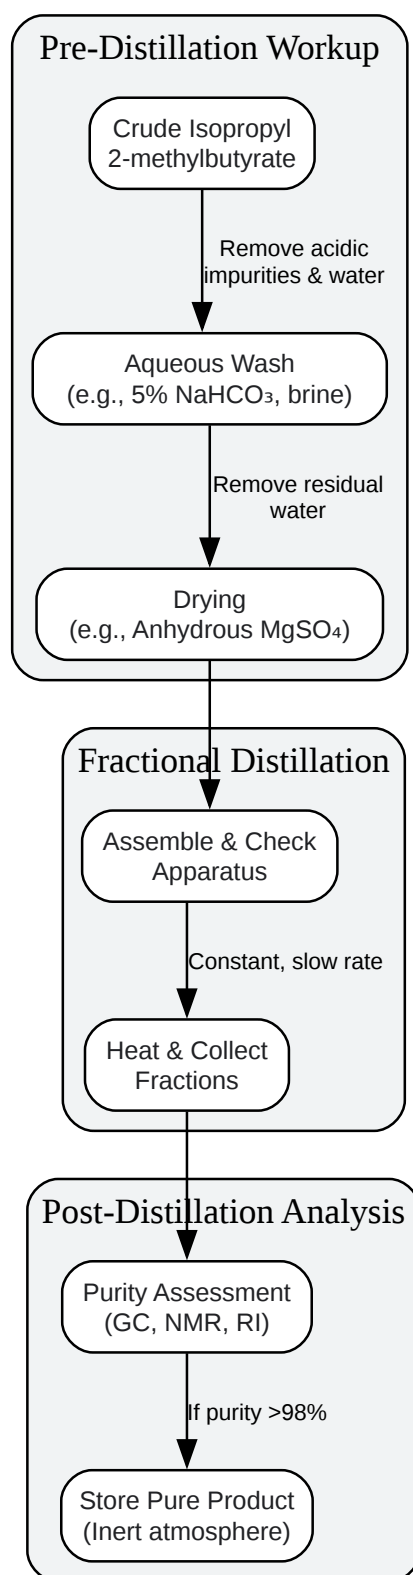 Pre-Distillation Workup
Crude Isopropyl
2-methylbutyrate
Remove acidic
impurities & water
Aqueous Wash
(e.g., 5% NaHCO₃, brine)
Remove residual
water
Drying
(e.g., Anhydrous MgSO₄)
Fractional Distillation
Assemble & Check
Apparatus
Constant, slow rate
Heat & Collect
Fractions
Post-Distillation Analysis
Purity Assessment
(GC, NMR, RI)
If purity >98%
Store Pure Product
(Inert atmosphere)